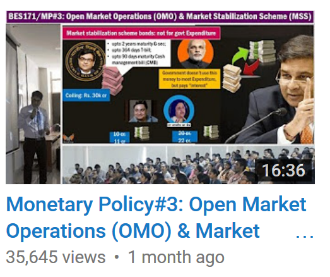 BES171/MP#3: Open Market Operations (OMO) & Market Stabilization Scheme (MSS)
Market stabilization scheme bonds: not for govt Expenditure
• upto 2 years maturity G-sec,
• upto 364 days T-bill,
• upto 90 days maturity Cash management bill (CMB)
Government doesn't use this money to meet Expenditure, but pays "interest"
Ceiling: Rs. 30k cr
10 cr.
11 cr
20 cr.
22 cr.
16:36
Monetary Policy#3: Open Market
Operations (OMO) & Market ...
35,645 views • 1 month ago